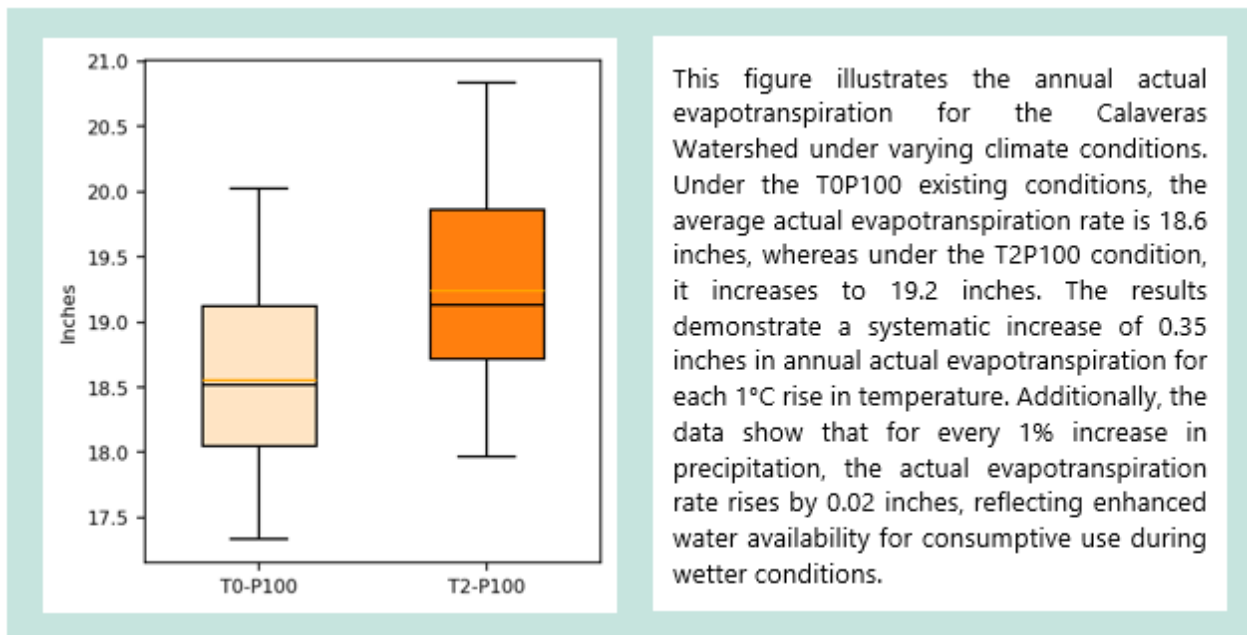 21.0
20.5
20.0
19.5
19.0
18.5
18.0
17.5
Inches
T0-P100
T2-P100
This figure illustrates the annual actual
evapotranspiration for the Calaveras
Watershed under varying climate conditions.
Under the T0P100 existing conditions, the
average actual evapotranspiration rate is 18.6
inches, whereas under the T2P100 condition,
it increases to 19.2 inches. The results
demonstrate a systematic increase of 0.35
inches in annual actual evapotranspiration for
each 1°C rise in temperature. Additionally, the
data show that for every 1% increase in
precipitation, the actual evapotranspiration
rate rises by 0.02 inches, reflecting enhanced
water availability for consumptive use during
wetter conditions.